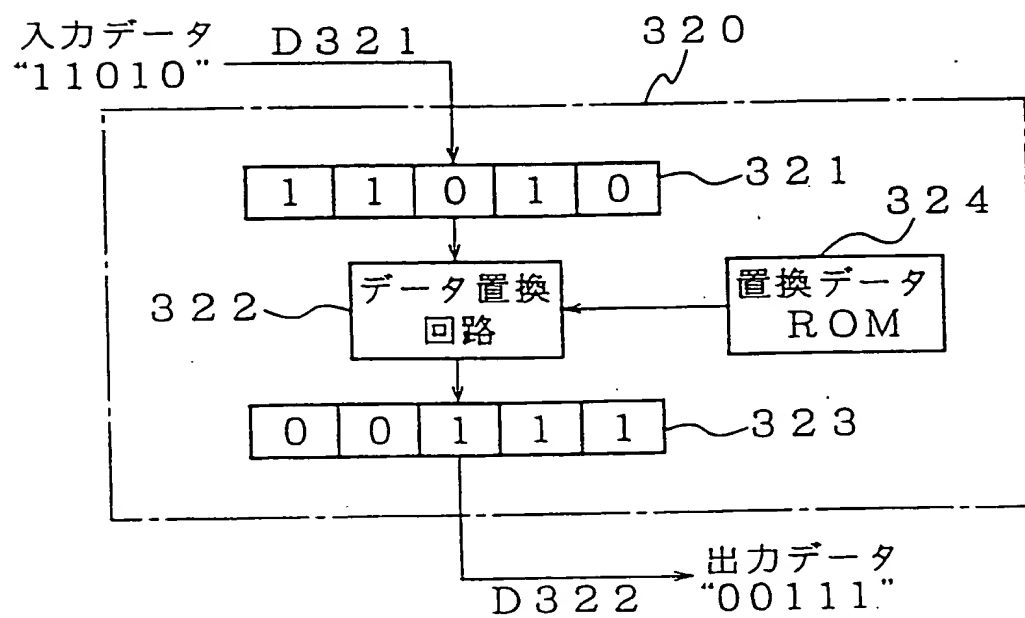 入力データ
“11010”
D321
320
1 1 0 1 0
321
324
データ置換
回路
322
置換データ
ROM
0 0 1 1 1
323
D322
出力データ
“00111”